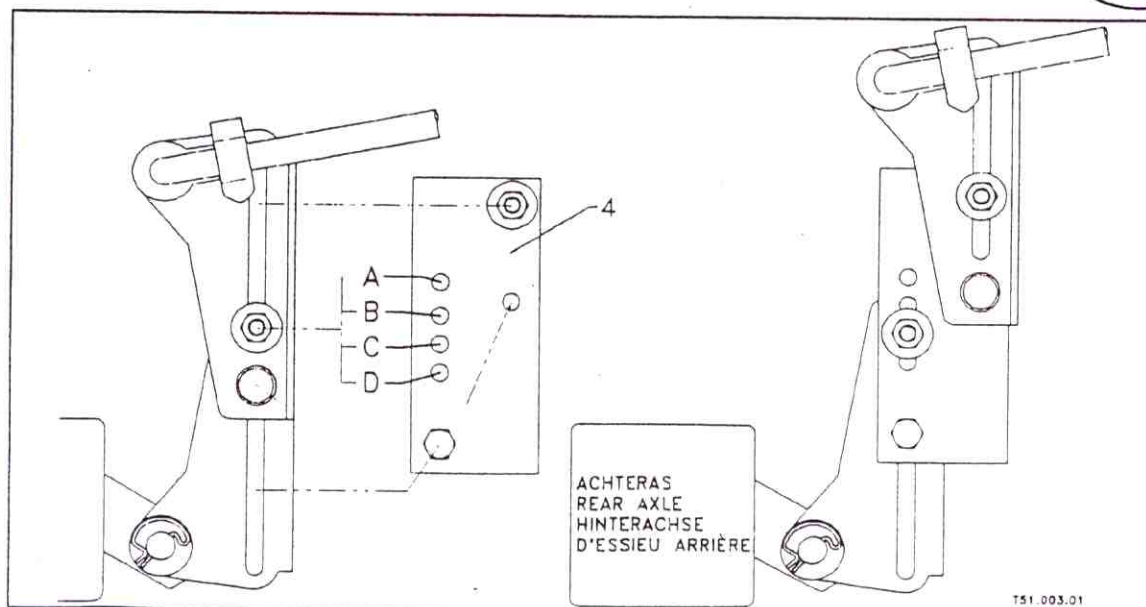 4
A
B
C
D
ACHTERAS
REAR AXLE
HINTERACHSE
D'ESSIEU ARRIÈRE
T51.003.01